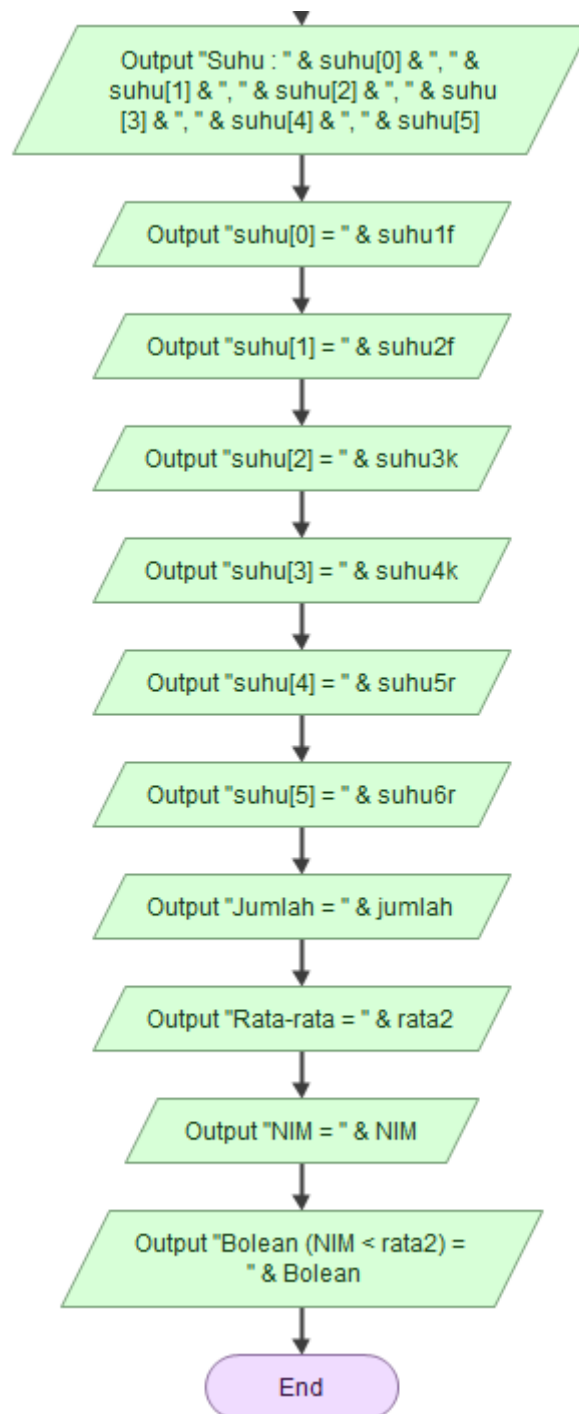 Output "Suhu : " & suhu[0] & ", " &
suhu[1] & ", " & suhu[2] & ", " & suhu
[3] & ", " & suhu[4] & ", " & suhu[5]
Output "suhu[0] = " & suhu1f
Output "suhu[1] = " & suhu2f
Output "suhu[2] = " & suhu3k
Output "suhu[3] = " & suhu4k
Output "suhu[4] = " & suhu5r
Output "suhu[5] = " & suhu6r
Output "Jumlah = " & jumlah
Output "Rata-rata = " & rata2
Output "NIM = " & NIM
Output "Bolean (NIM < rata2) =
" & Bolean
End